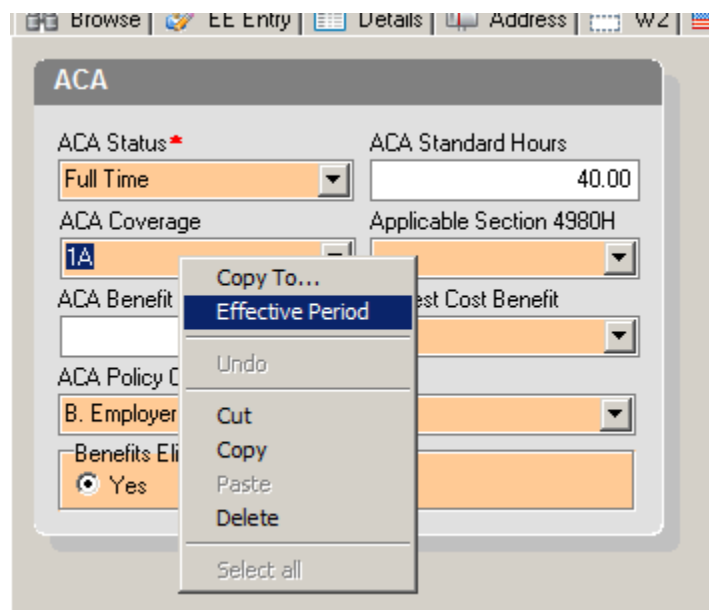 Browse EE Entry Details Address W2
ACA
ACA Status* ACA Standard Hours
Full Time 40.00
ACA Coverage Applicable Section 4980H
1A
Copy To...
ACA Benefit est Cost Benefit
Effective Period
Undo
ACA Policy
B. Employer
Cut
Benefits Eli
Copy
Yes
Paste
Delete
Select all